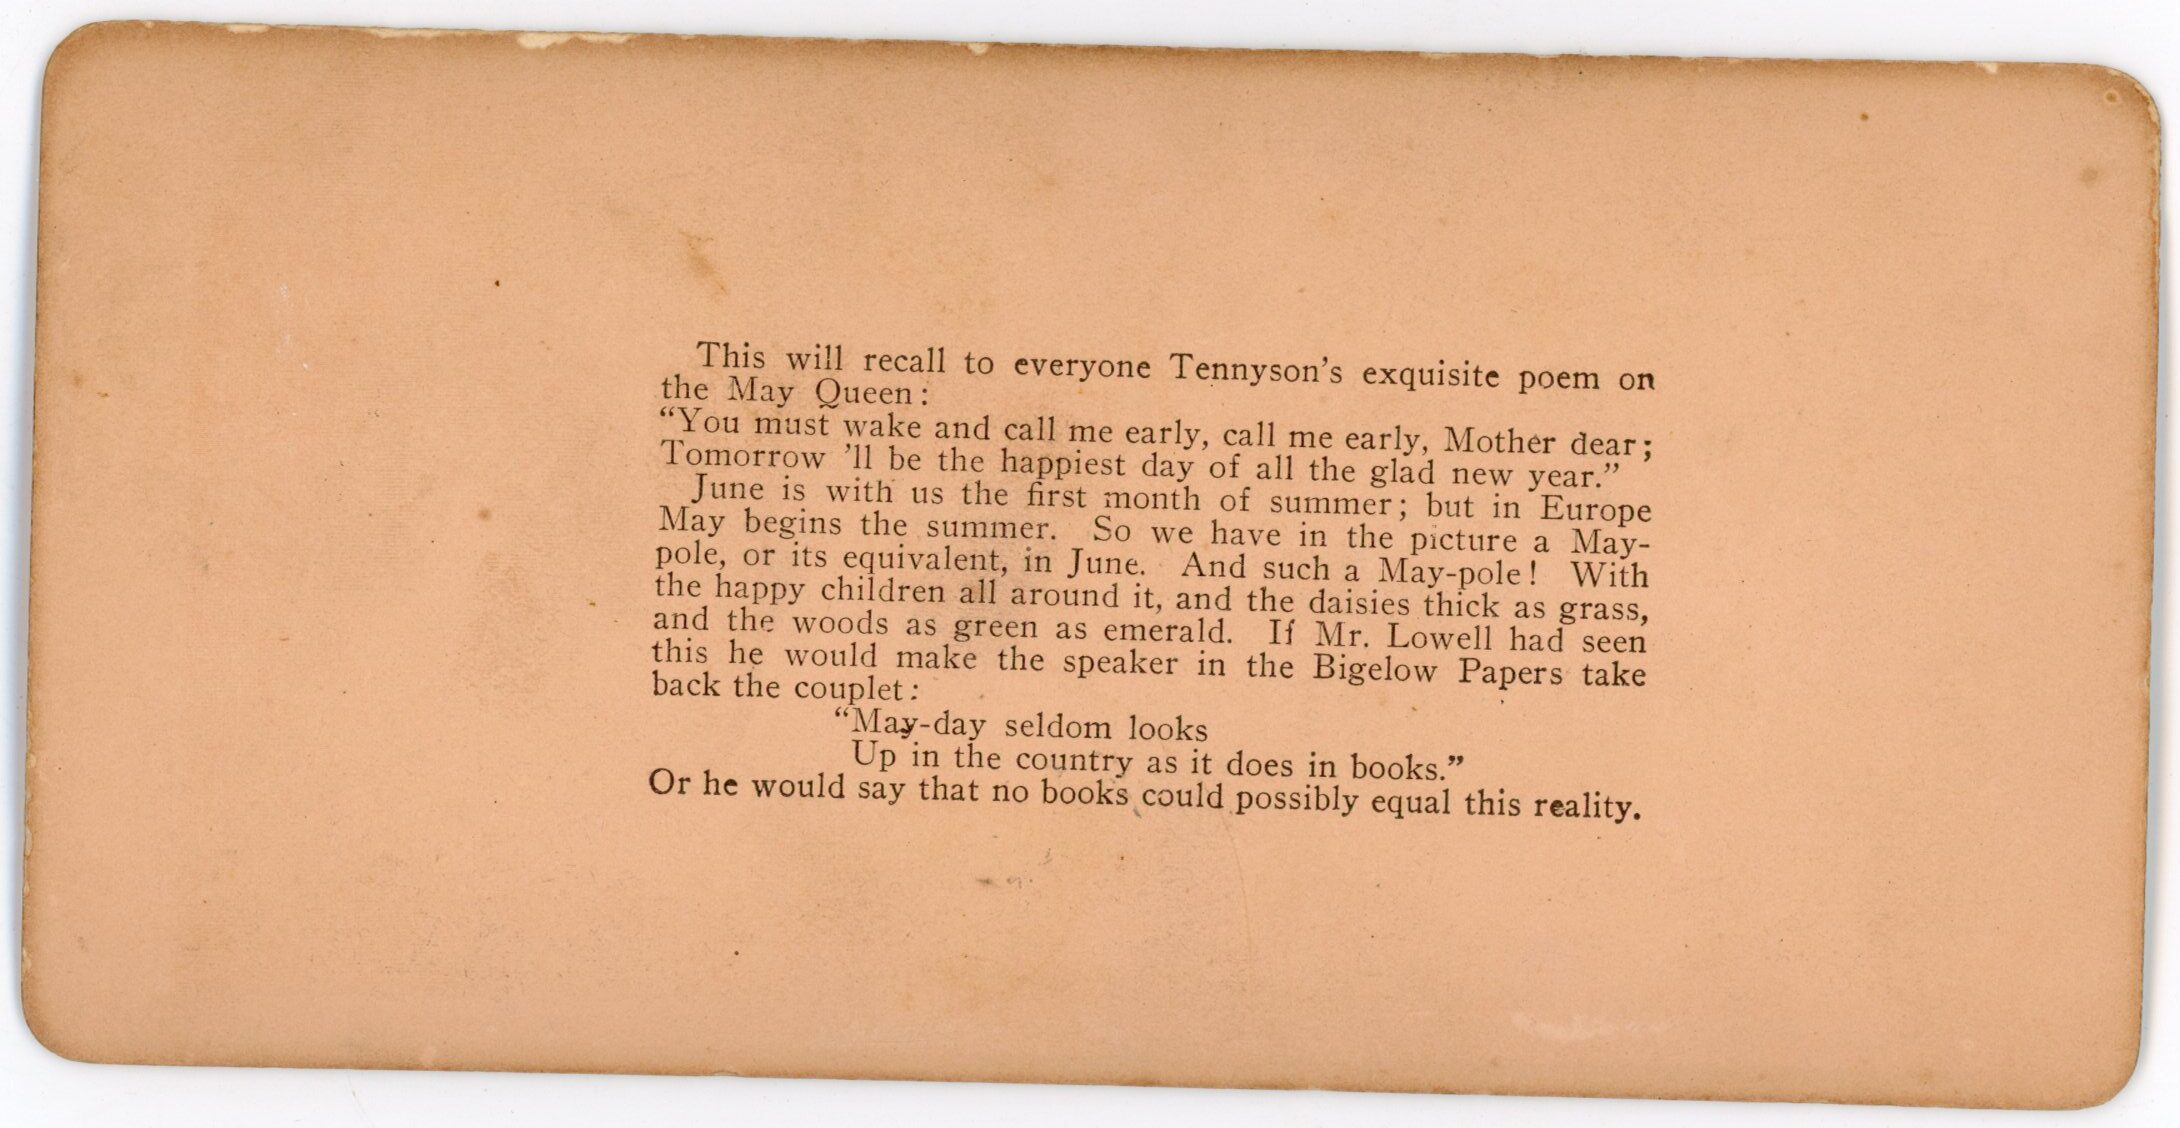 This will recall to everyone Tennyson's exquisite poem on
the May Queen:
“You must wake and call me early, call me early, Mother dear;
Tomorrow 'll be the happiest day of all the glad new year.”
June is with us the first month of summer; but in Europe
May begins the summer. So we have in the picture a May-
pole, or its equivalent, in June. And such a May-pole! With
the happy children all around it, and the daisies thick as grass,
and the woods as green as emerald. If Mr. Lowell had seen
this he would make the speaker in the Bigelow Papers take
back the couplet:
“May-day seldom looks
Up in the country as it does in books.”
Or he would say that no books could possibly equal this reality.